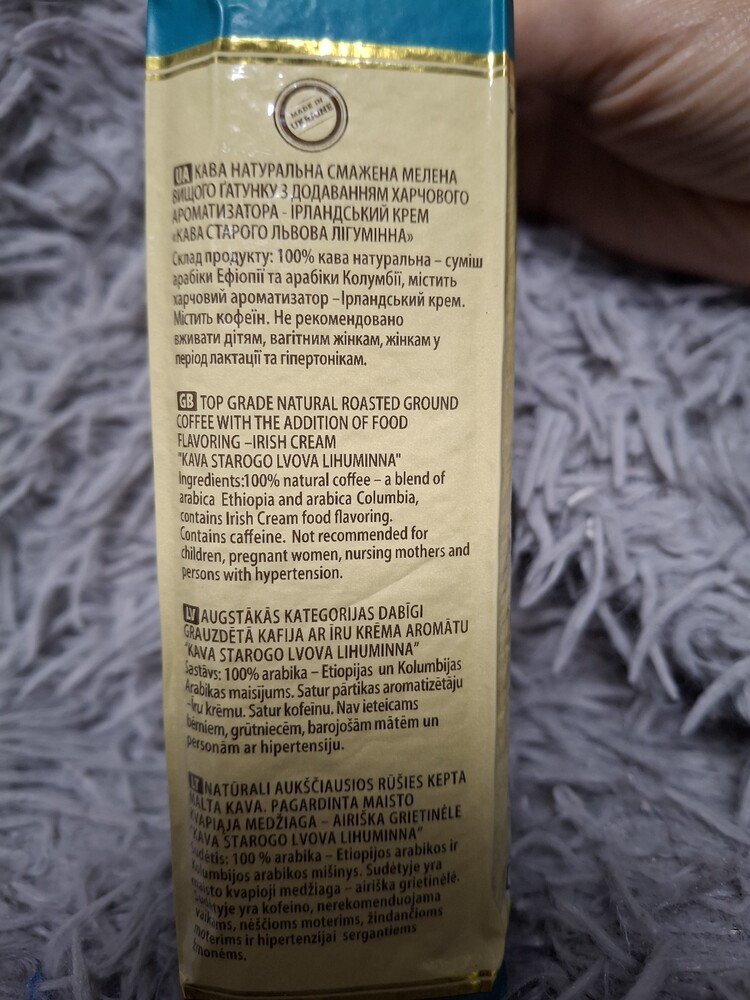 MADE IN
UKRAINE
UA КАВА НАТУРАЛЬНА СМАЖЕНА МЕЛЕНА
ВИЩОГО ҐАТУНКУ З ДОДАВАННЯМ ХАРЧОВОГО
АРОМАТИЗАТОРА - ІРЛАНДСЬКИЙ КРЕМ
«КАВА СТАРОГО ЛЬВОВА ЛІГУМІННА»
Склад продукту: 100% кава натуральна – суміш
арабіки Ефіопії та арабіки Колумбії, містить
харчовий ароматизатор –Ірландський крем.
Містить кофеїн. Не рекомендовано
вживати дітям, вагітним жінкам, жінкам у
період лактації та гіпертонікам.
GB TOP GRADE NATURAL ROASTED GROUND
COFFEE WITH THE ADDITION OF FOOD
FLAVORING –IRISH CREAM
"KAVA STAROGO LVOVA LIHUMINNA"
Ingredients:100% natural coffee – a blend of
arabica Ethiopia and arabica Columbia,
contains Irish Cream food flavoring.
Contains caffeine. Not recommended for
children, pregnant women, nursing mothers and
persons with hypertension.
LV AUGSTĀKĀS KATEGORIJAS DABĪGI
GRAUZDĒTĀ KAFIJA AR ĪRU KRĒMA AROMĀTU
"KAVA STAROGO LVOVA LIHUMINNA"
Sastāvs: 100% arabika – Etiopijas un Kolumbijas
Arabikas maisījums. Satur pārtikas aromatizētāju
–īru krēmu. Satur kofeīnu. Nav ieteicams
bērniem, grūtniecēm, barojošām mātēm un
personām ar hipertensiju.
LT NATŪRALI AUKŠČIAUSIOS RŪŠIES KEPTA
MALTA KAVA. PAGARDINTA MAISTO
KVAPIĄJA MEDŽIAGA – AIRIŠKA GRIETINĖLE
"KAVA STAROGO LVOVA LIHUMINNA"
Sudėtis: 100 % arabika – Etiopijos arabikos ir
Kolumbijos arabikos mišinys. Sudėtyje yra
maisto kvapioji medžiaga – airiška grietinėlė.
Sudėtyje yra kofeino, nerekomenduojama
vaikams, nėščioms moterims, žindančioms
moterims ir hipertenzijai sergantiems
žmonėms.